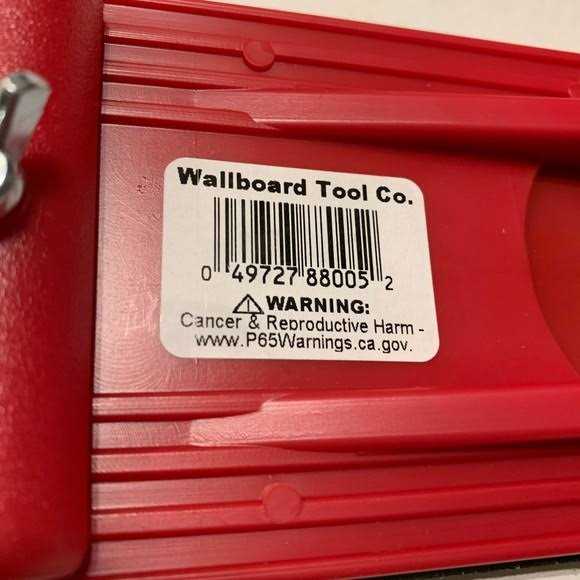 Wallboard Tool Co.
0 49727 88005 2
⚠ WARNING:
Cancer & Reproductive Harm -
www.P65Warnings.ca.gov.